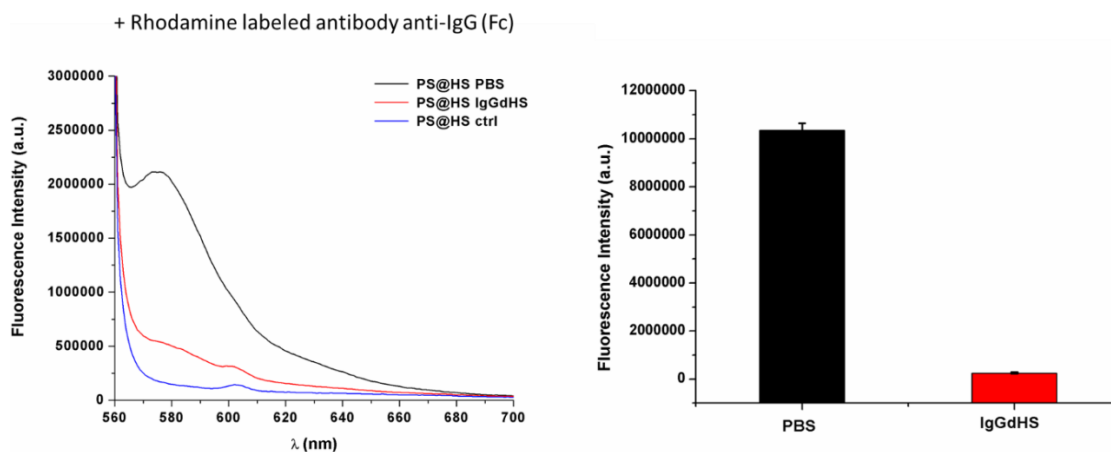 + Rhodamine labeled antibody anti-IgG (Fc)
3000000
2500000
2000000
1500000
1000000
500000
0
Fluorescence Intensity (a.u.)
PS@HS PBS
PS@HS IgGdHS
PS@HS ctrl
560 580 600 620 640 660 680 700
λ (nm)
12000000
10000000
8000000
6000000
4000000
2000000
0
Fluorescence Intensity (a.u.)
PBS IgGdHS